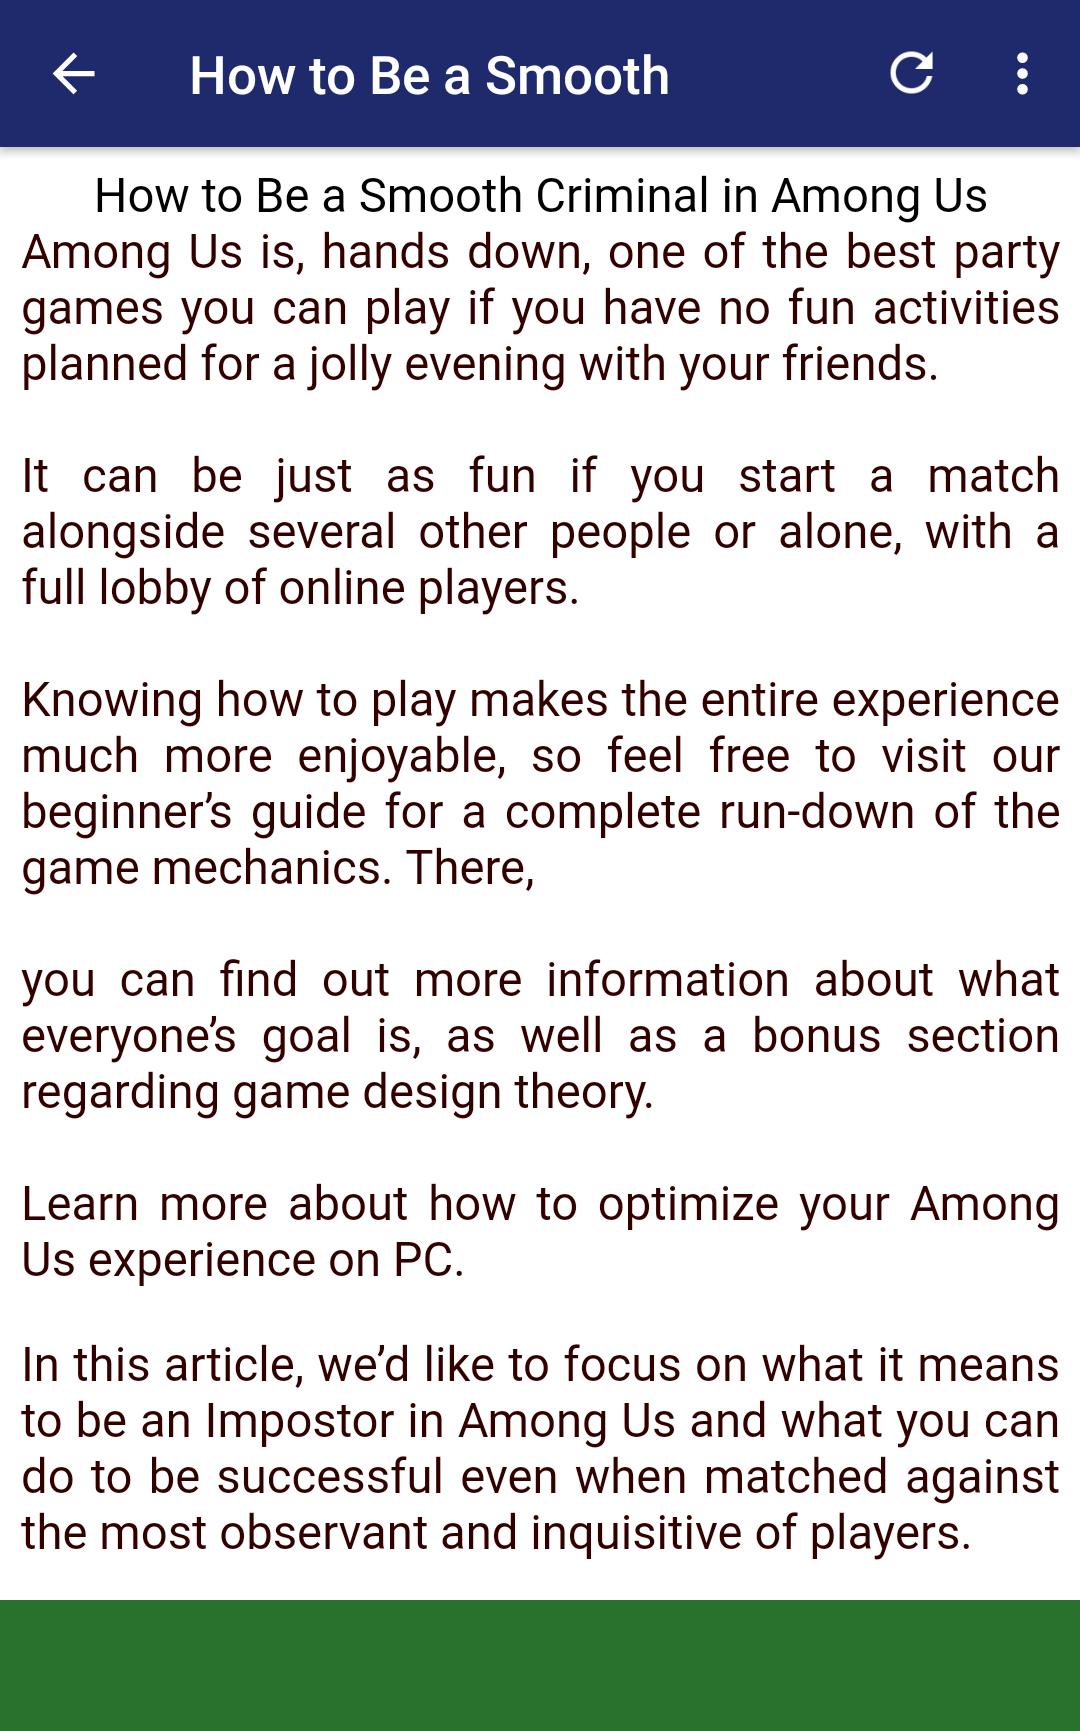 How to Be a Smooth
How to Be a Smooth Criminal in Among Us
Among Us is, hands down, one of the best party
games you can play if you have no fun activities
planned for a jolly evening with your friends.
It can be just as fun if you start a match
alongside several other people or alone, with a
full lobby of online players.
Knowing how to play makes the entire experience
much more enjoyable, so feel free to visit our
beginner’s guide for a complete run-down of the
game mechanics. There,
you can find out more information about what
everyone’s goal is, as well as a bonus section
regarding game design theory.
Learn more about how to optimize your Among
Us experience on PC.
In this article, we’d like to focus on what it means
to be an Impostor in Among Us and what you can
do to be successful even when matched against
the most observant and inquisitive of players.